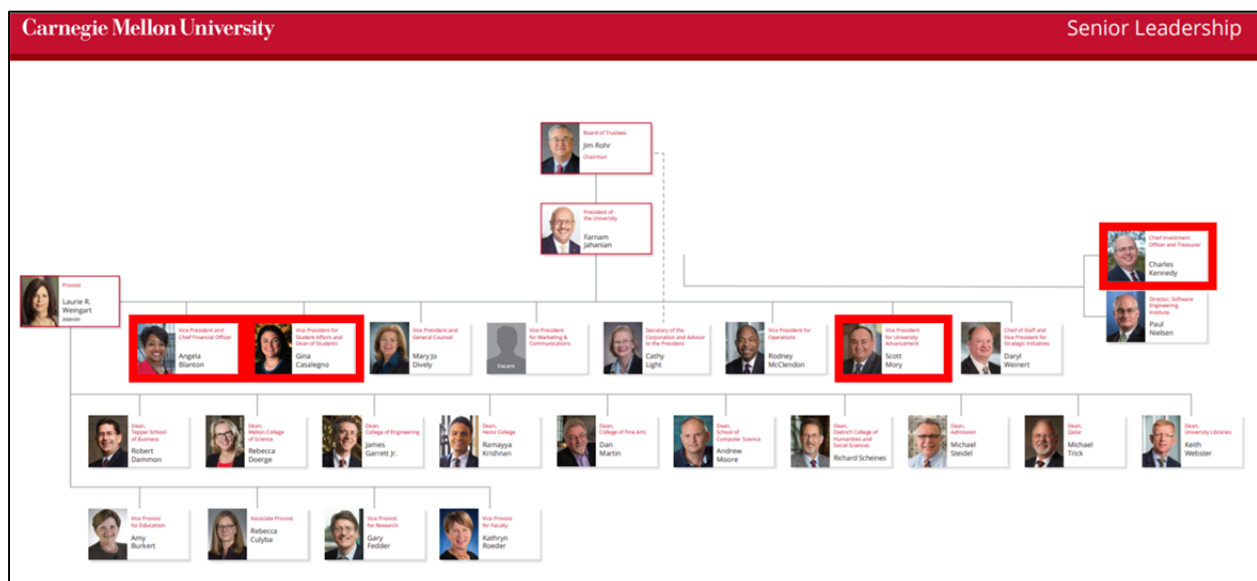 Carnegie Mellon University
Senior Leadership
Board of Trustees
Jim Rohr
Chairman
President of
the University
Farnam
Jahanian
Chief Investment
Officer and Treasurer
Charles
Kennedy
Provost
Laurie R.
Weingart
Director, Software
Engineering
Institute
Paul
Nielsen
Vice President and
Chief Financial Officer
Angela
Blanton
Vice President for
Student Affairs and
Dean of Students
Gina
Casalegno
Vice President and
General Counsel
Mary Jo
Dively
Vice President
for Marketing &
Communications
Vacant
Secretary of the
Corporation and Advisor
to the President
Cathy
Light
Vice President for
Operations
Rodney
McClendon
Vice President
for University
Advancement
Scott
Mory
Chief of Staff and
Vice President for
Strategic Initiatives
Daryl
Weinert
Dean,
Tepper School
of Business
Robert
Dammon
Dean,
Mellon College
of Science
Rebecca
Doerge
Dean,
College of Engineering
James
Garrett Jr.
Dean,
Heinz College
Ramayya
Krishnan
Dean,
College of Fine Arts
Dan
Martin
Dean,
School of
Computer Science
Andrew
Moore
Dean,
Dietrich College of
Humanities and
Social Sciences
Richard Scheines
Dean,
Admission
Michael
Steidel
Dean,
Qatar
Michael
Trick
Dean,
University Libraries
Keith
Webster
Vice Provost
for Education
Amy
Burkert
Associate Provost
Rebecca
Culyba
Vice Provost
for Research
Gary
Fedder
Vice Provost
for Faculty
Kathryn
Roeder